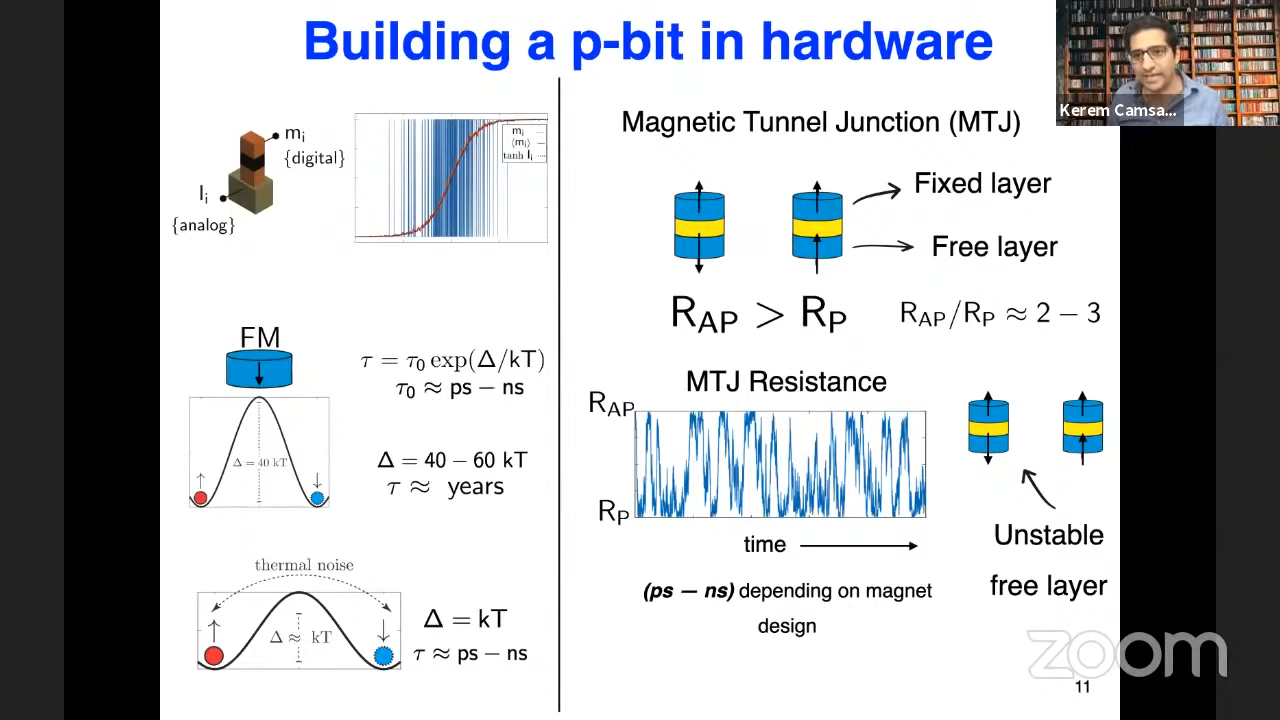 Building a p-bit in hardware
Kerem Camsa...
mᵢ
{digital}
Iᵢ
{analog}
mᵢ
⟨mᵢ⟩
tanh Iᵢ
FM
τ = τ₀ exp(Δ/kT)
τ₀ ≈ ps − ns
Δ = 40 kT
Δ = 40 − 60 kT
τ ≈ years
thermal noise
Δ ≈ kT
Δ = kT
τ ≈ ps − ns
Magnetic Tunnel Junction (MTJ)
Fixed layer
Free layer
R_AP > R_P
R_AP/R_P ≈ 2 − 3
MTJ Resistance
R_AP
R_P
time
(ps − ns) depending on magnet
design
Unstable
free layer
zoom
11